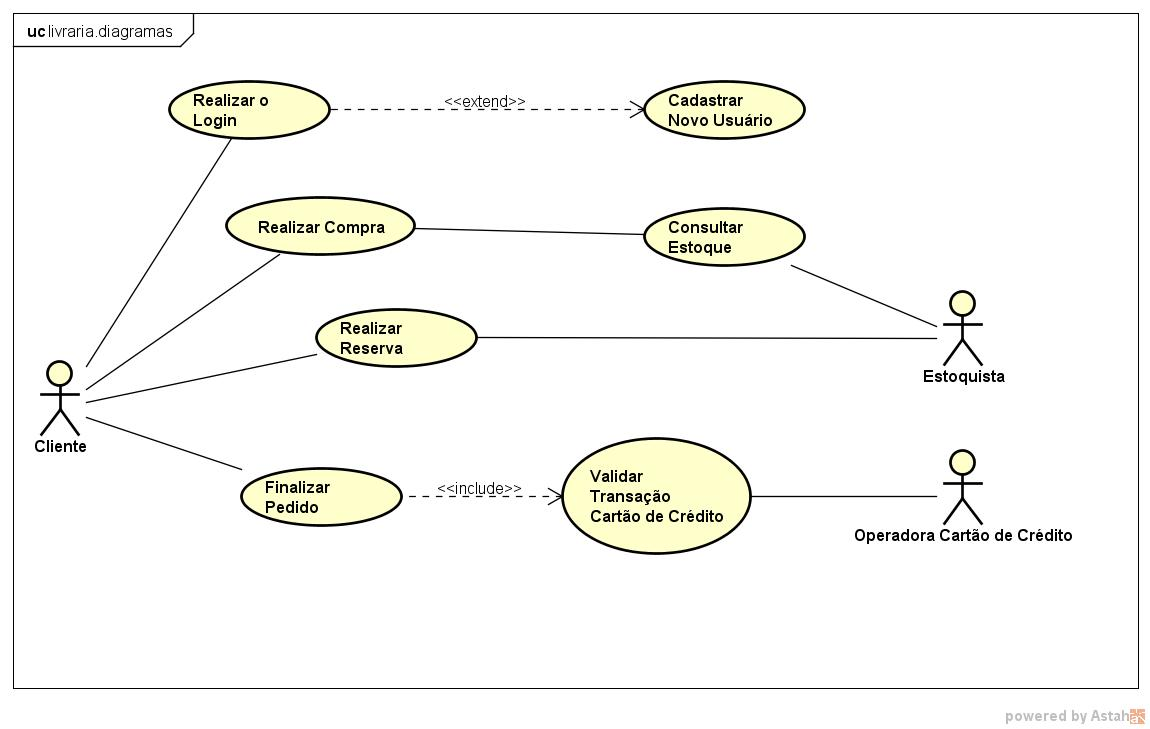 uc livraria.diagramas
Realizar o
Login
<<extend>>
Cadastrar
Novo Usuário
Realizar Compra
Consultar
Estoque
Realizar
Reserva
Estoquista
Cliente
Finalizar
Pedido
<<include>>
Validar
Transação
Cartão de Crédito
Operadora Cartão de Crédito
powered by Astah